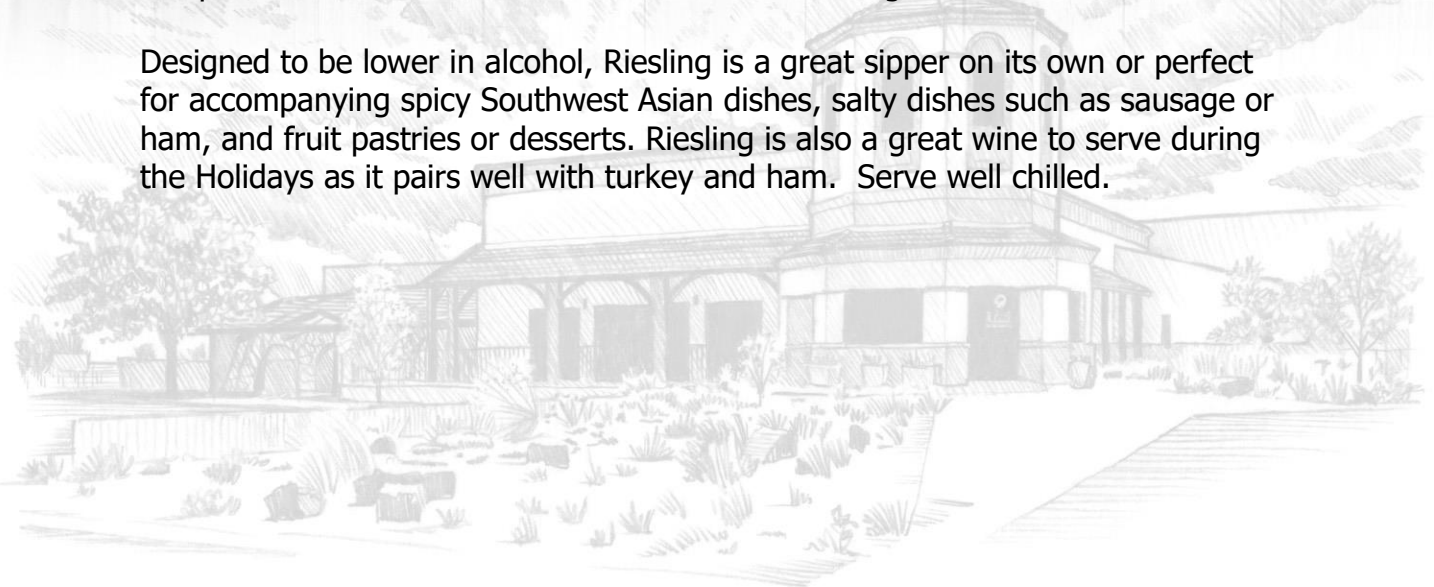 Designed to be lower in alcohol, Riesling is a great sipper on its own or perfect
for accompanying spicy Southwest Asian dishes, salty dishes such as sausage or
ham, and fruit pastries or desserts. Riesling is also a great wine to serve during
the Holidays as it pairs well with turkey and ham.  Serve well chilled.